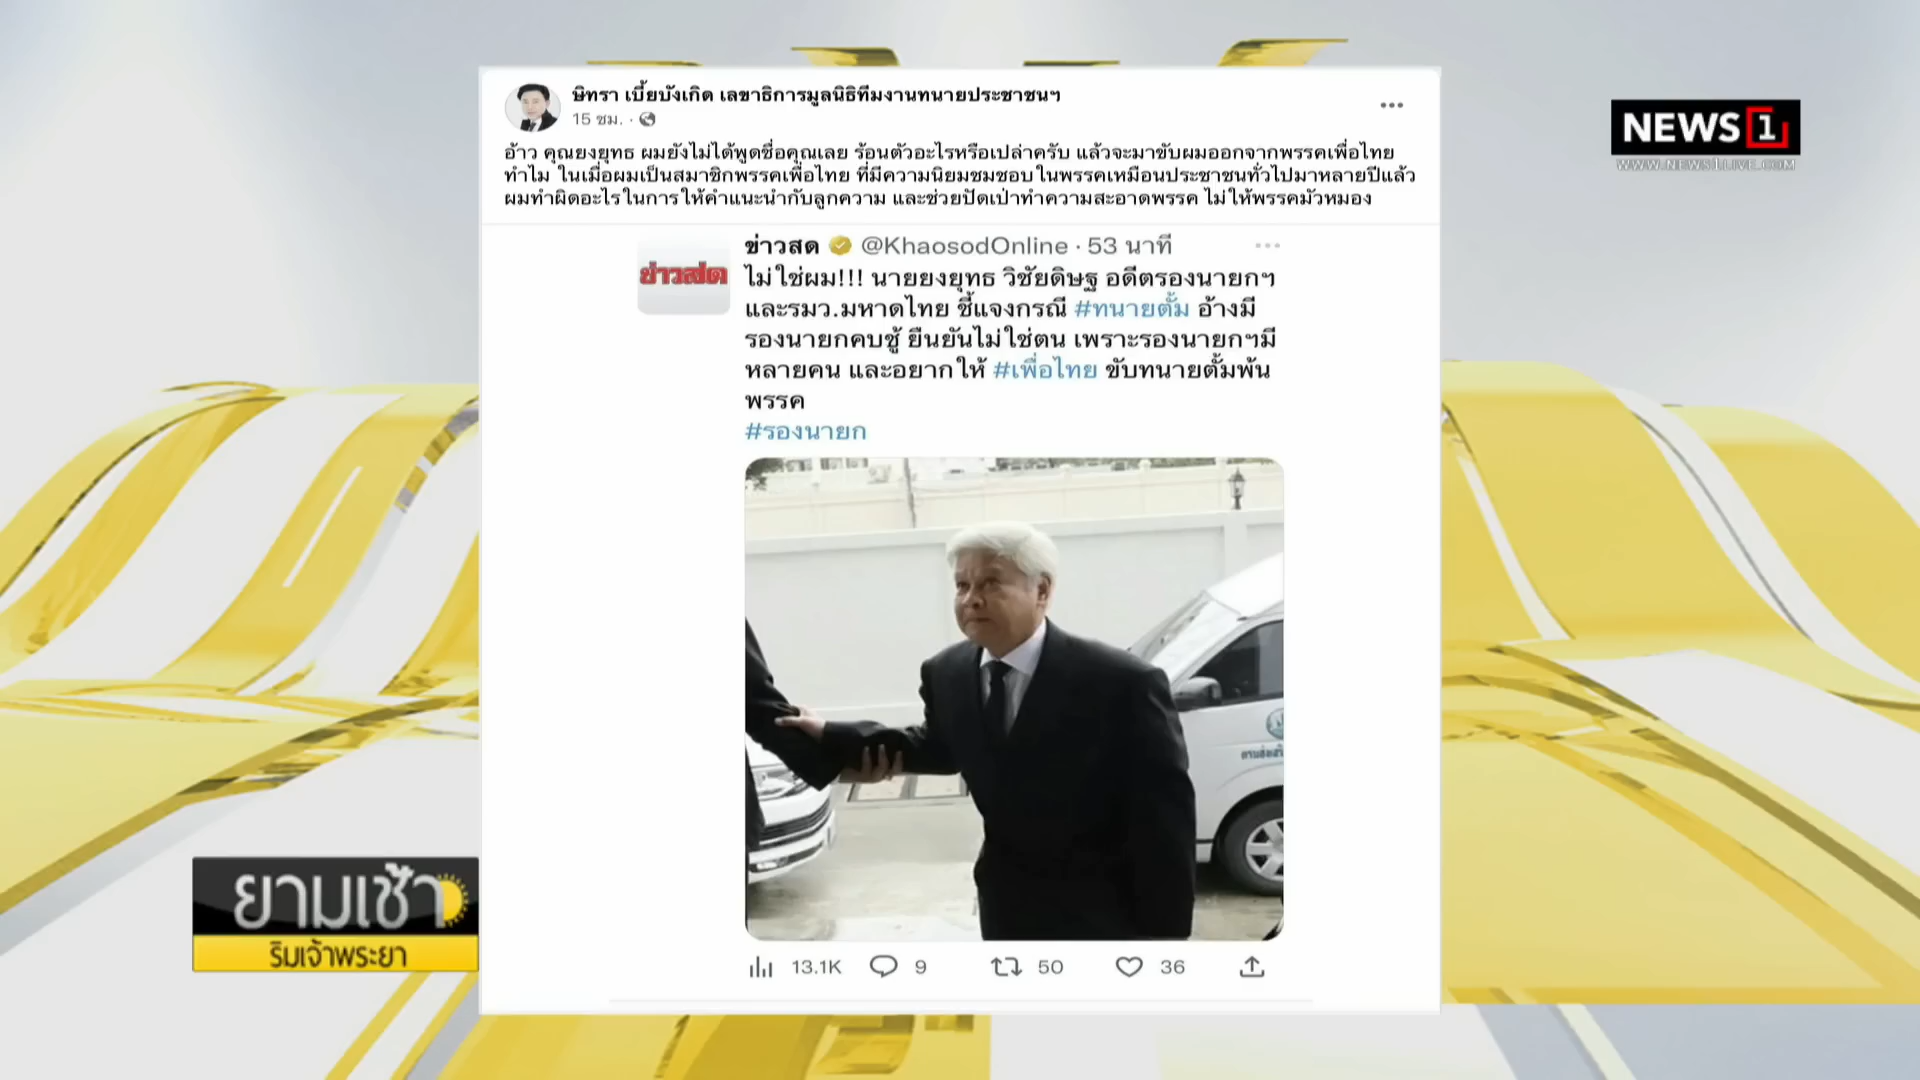 ษิทรา เบี้ยบังเกิด เลขาธิการมูลนิธิทีมงานทนายประชาชนฯ
15 ชม. ·
อ้าว คุณยงยุทธ ผมยังไม่ได้พูดชื่อคุณเลย ร้อนตัวอะไรหรือเปล่าครับ แล้วจะมาขับผมออกจากพรรคเพื่อไทย
ทำไม ในเมื่อผมเป็นสมาชิกพรรคเพื่อไทย ที่มีความนิยมชมชอบในพรรคเหมือนประชาชนทั่วไปมาหลายปีแล้ว
ผมทำผิดอะไรในการให้คำแนะนำกับลูกความ และช่วยปัดเป่าทำความสะอาดพรรค ไม่ให้พรรคมัวหมอง
NEWS 1
WWW.NEWS1LIVE.COM
ข่าวสด
ข่าวสด @KhaosodOnline · 53 นาที
ไม่ใช่ผม!!! นายยงยุทธ วิชัยดิษฐ อดีตรองนายกฯ
และรมว.มหาดไทย ชี้แจงกรณี #ทนายตั้ม อ้างมี
รองนายกคบชู้ ยืนยันไม่ใช่ตน เพราะรองนายกฯมี
หลายคน และอยากให้ #เพื่อไทย ขับทนายตั้มพ้น
พรรค
#รองนายก
13.1K 9 50 36
ยามเช้า
ริมเจ้าพระยา